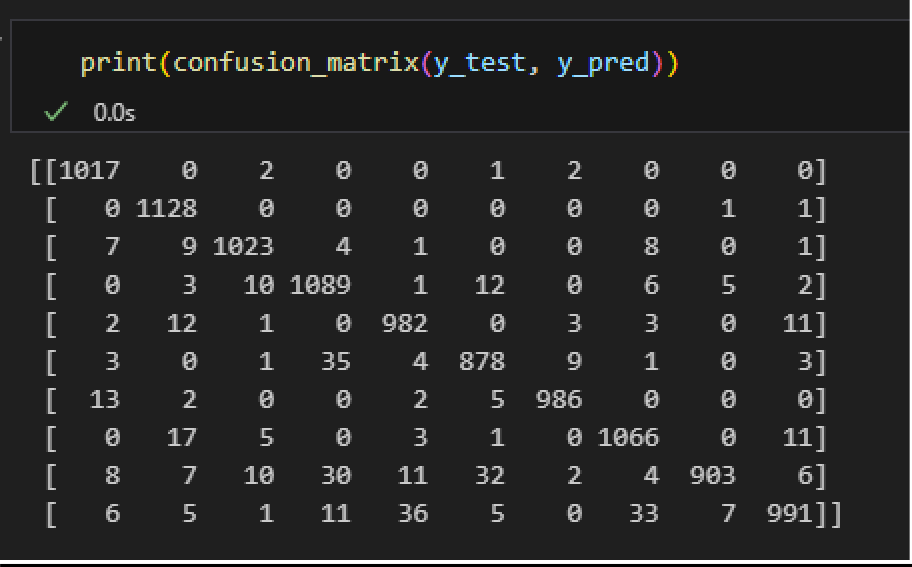 print(confusion_matrix(y_test, y_pred))
0.0s
[[1017    0    2    0    0    1    2    0    0    0]
 [   0 1128    0    0    0    0    0    0    1    1]
 [   7    9 1023    4    1    0    0    8    0    1]
 [   0    3   10 1089    1   12    0    6    5    2]
 [   2   12    1    0  982    0    3    3    0   11]
 [   3    0    1   35    4  878    9    1    0    3]
 [  13    2    0    0    2    5  986    0    0    0]
 [   0   17    5    0    3    1    0 1066    0   11]
 [   8    7   10   30   11   32    2    4  903    6]
 [   6    5    1   11   36    5    0   33    7  991]]